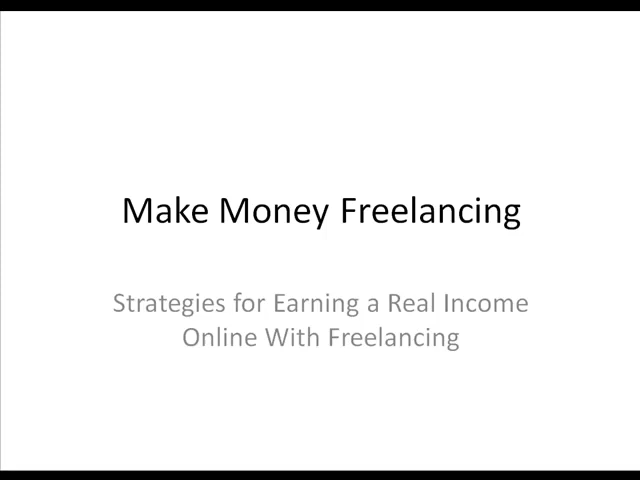 Make Money Freelancing
Strategies for Earning a Real Income
Online With Freelancing